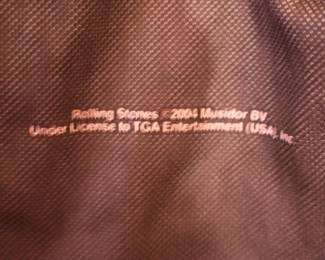 Rolling Stones ©2004 Musidor BV
Under License to TGA Entertainment (USA), Inc.